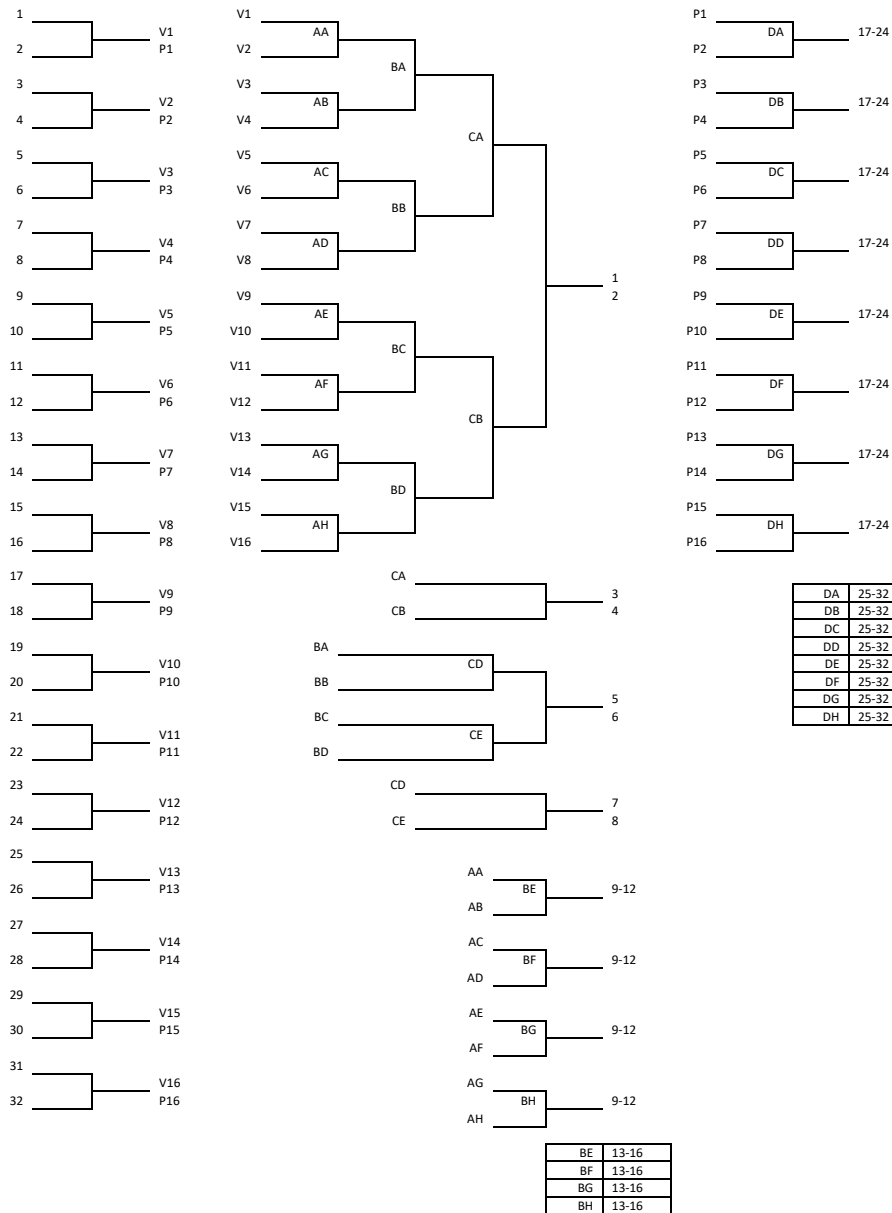 1
V1
P1
2
3
V2
P2
4
5
V3
P3
6
7
V4
P4
8
9
V5
P5
10
11
V6
P6
12
13
V7
P7
14
15
V8
P8
16
17
V9
P9
18
19
V10
P10
20
21
V11
P11
22
23
V12
P12
24
25
V13
P13
26
27
V14
P14
28
29
V15
P15
30
31
V16
P16
32
V1
AA
V2
BA
V3
AB
V4
CA
V5
AC
V6
BB
V7
AD
V8
1
2
V9
AE
V10
BC
V11
AF
V12
CB
V13
AG
V14
BD
V15
AH
V16
CA
3
4
CB
BA
CD
BB
5
6
BC
CE
BD
CD
7
8
CE
AA
BE 9-12
AB
AC
BF 9-12
AD
AE
BG 9-12
AF
AG
BH 9-12
AH
BE 13-16
BF 13-16
BG 13-16
BH 13-16
P1
DA 17-24
P2
P3
DB 17-24
P4
P5
DC 17-24
P6
P7
DD 17-24
P8
P9
DE 17-24
P10
P11
DF 17-24
P12
P13
DG 17-24
P14
P15
DH 17-24
P16
DA 25-32
DB 25-32
DC 25-32
DD 25-32
DE 25-32
DF 25-32
DG 25-32
DH 25-32